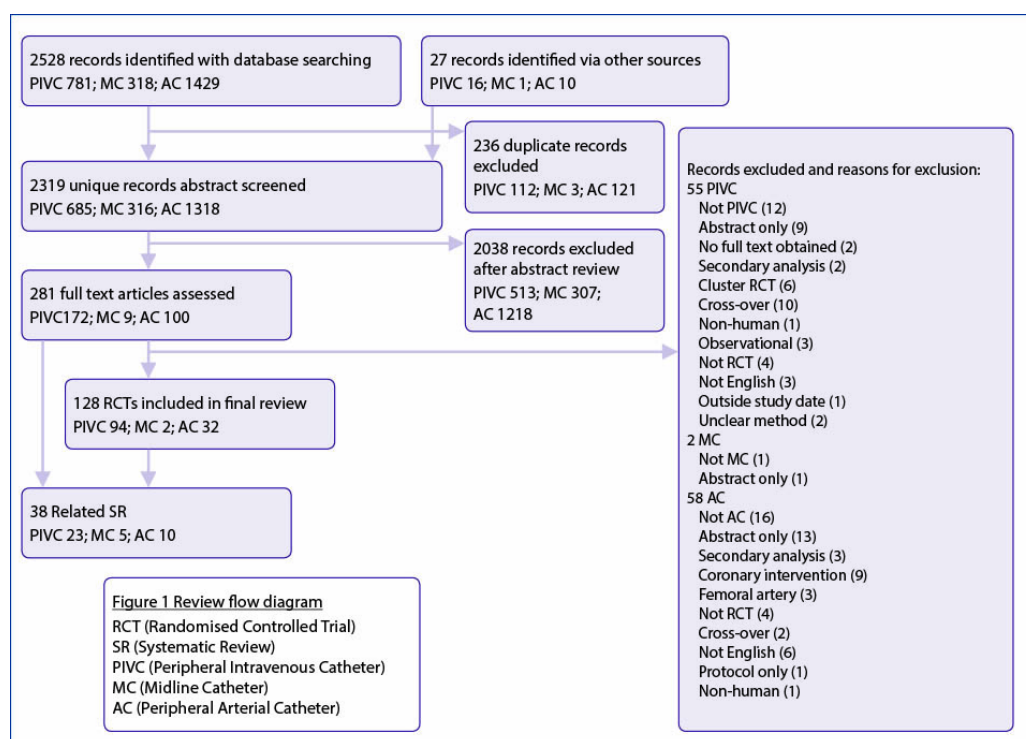 2528 records identified with database searching
PIVC 781; MC 318; AC 1429
27 records identified via other sources
PIVC 16; MC 1; AC 10
236 duplicate records
excluded
PIVC 112; MC 3; AC 121
2319 unique records abstract screened
PIVC 685; MC 316; AC 1318
2038 records excluded
after abstract review
PIVC 513; MC 307;
AC 1218
281 full text articles assessed
PIVC172; MC 9; AC 100
128 RCTs included in final review
PIVC 94; MC 2; AC 32
38 Related SR
PIVC 23; MC 5; AC 10
Records excluded and reasons for exclusion:
55 PIVC
Not PIVC (12)
Abstract only (9)
No full text obtained (2)
Secondary analysis (2)
Cluster RCT (6)
Cross-over (10)
Non-human (1)
Observational (3)
Not RCT (4)
Not English (3)
Outside study date (1)
Unclear method (2)
2 MC
Not MC (1)
Abstract only (1)
58 AC
Not AC (16)
Abstract only (13)
Secondary analysis (3)
Coronary intervention (9)
Femoral artery (3)
Not RCT (4)
Cross-over (2)
Not English (6)
Protocol only (1)
Non-human (1)
Figure 1 Review flow diagram
RCT (Randomised Controlled Trial)
SR (Systematic Review)
PIVC (Peripheral Intravenous Catheter)
MC (Midline Catheter)
AC (Peripheral Arterial Catheter)